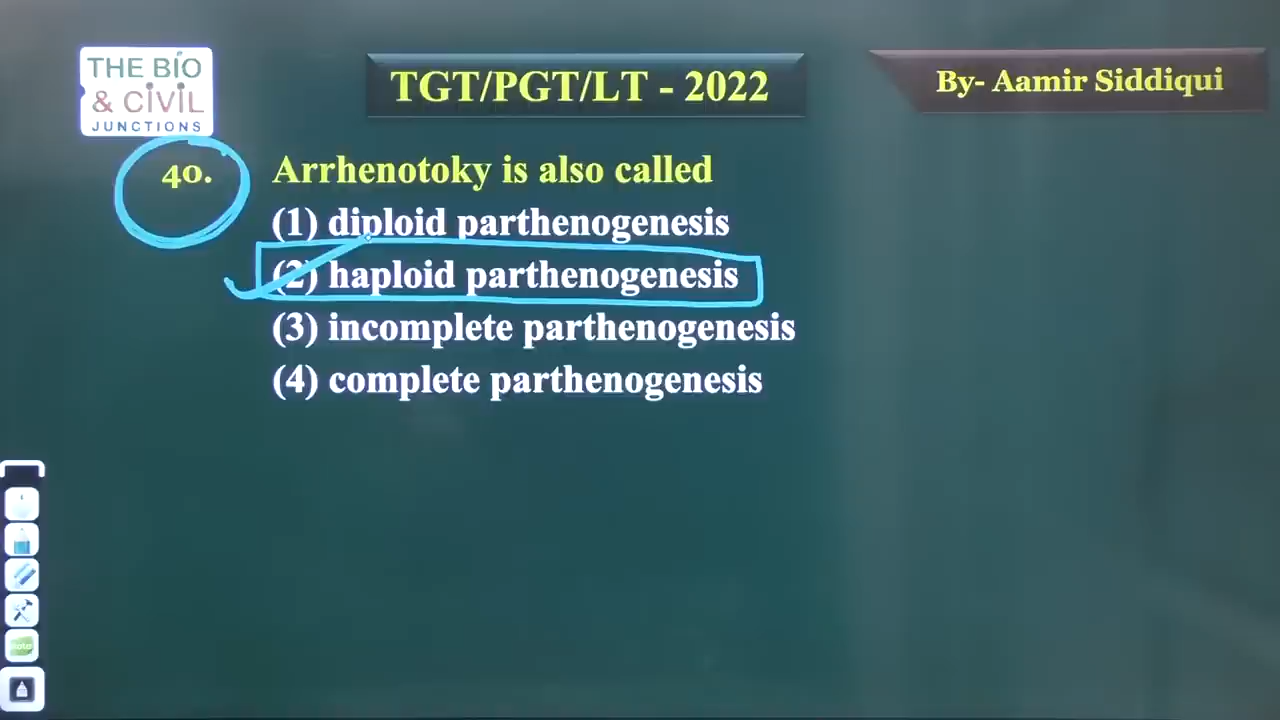 THE BIO
& CIVIL
JUNCTIONS
TGT/PGT/LT - 2022
By- Aamir Siddiqui
40. Arrhenotoky is also called
(1) diploid parthenogenesis
(2) haploid parthenogenesis
(3) incomplete parthenogenesis
(4) complete parthenogenesis